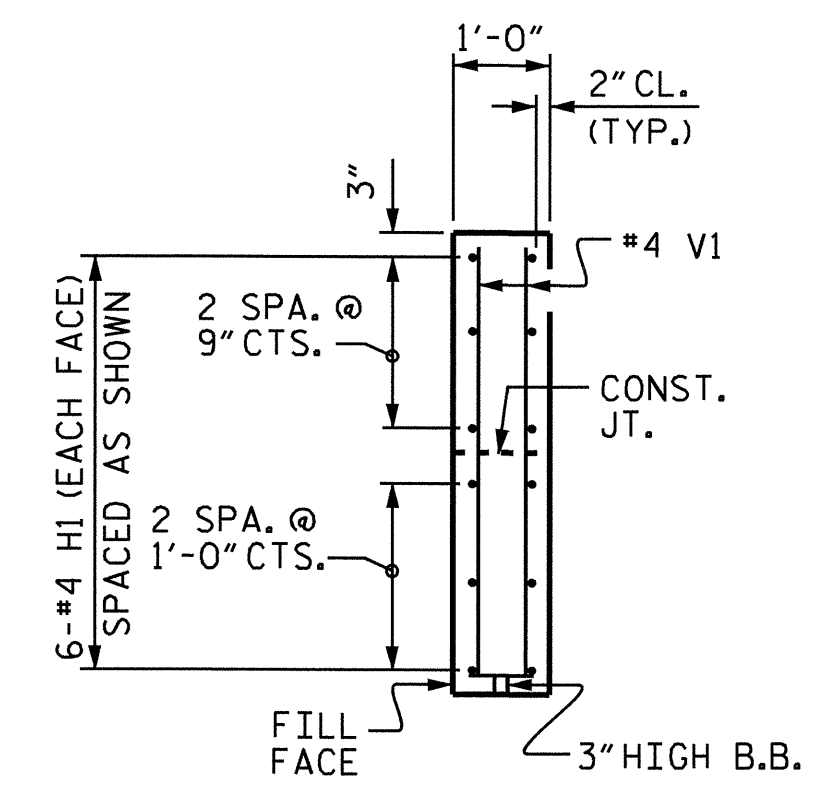 1'-0"
2" CL.
(TYP.)
3"
#4 V1
2 SPA. @
9" CTS.
CONST.
JT.
6-#4 H1 (EACH FACE)
SPACED AS SHOWN
2 SPA. @
1'-0" CTS.
FILL
FACE
3" HIGH B.B.